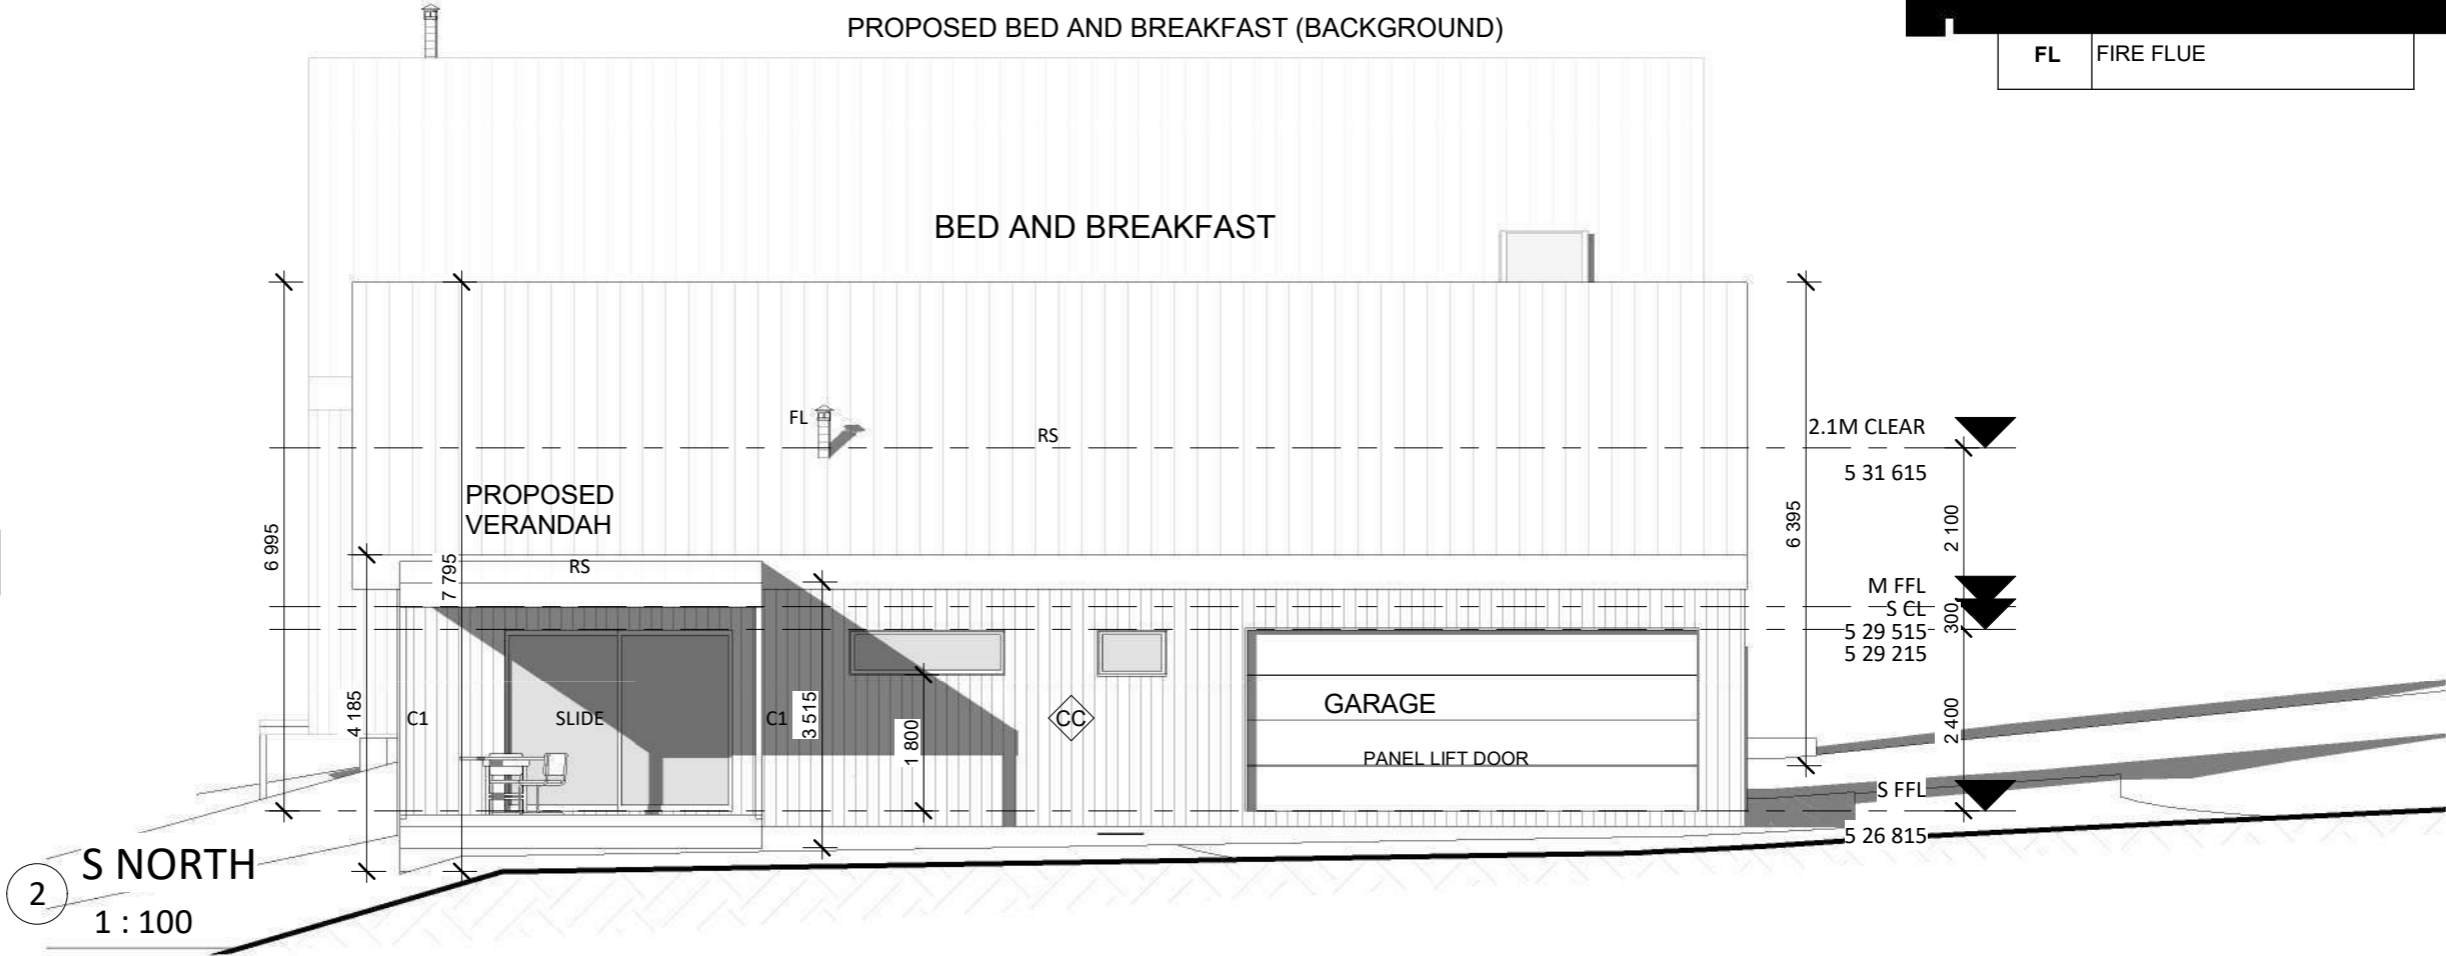 PROPOSED BED AND BREAKFAST (BACKGROUND)
FL FIRE FLUE
BED AND BREAKFAST
FL
RS
2.1M CLEAR
5 31 615
PROPOSED
VERANDAH
6 995
7 795
RS
6 395
2 100
M FFL
S CL
300
5 29 515
5 29 215
4 185
C1
SLIDE
C1
3 515
1 800
CC
GARAGE
PANEL LIFT DOOR
2 400
S FFL
5 26 815
2
S NORTH
1 : 100